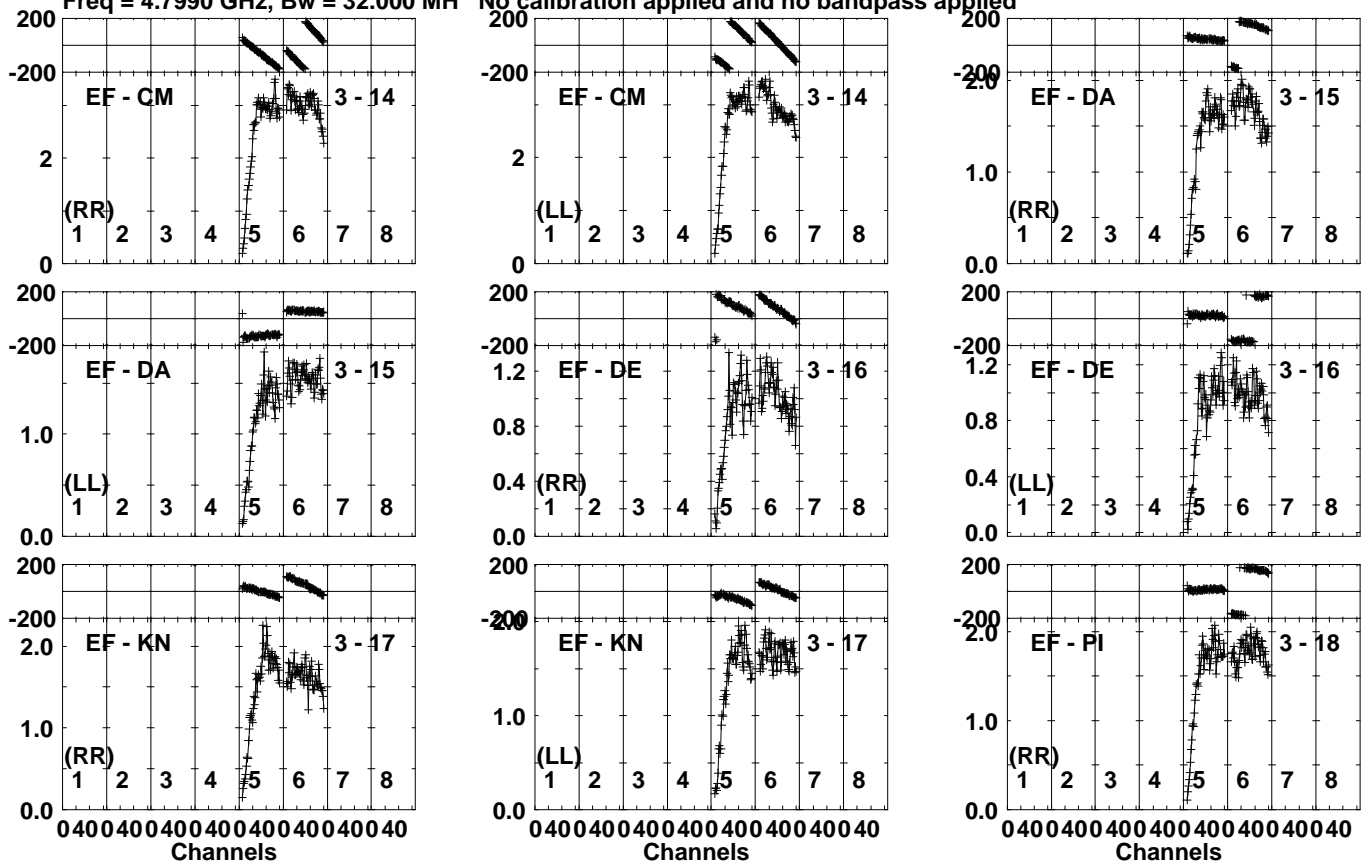 Freq = 4.7990 GHz, Bw = 32.000 MH No calibration applied and no bandpass applied
200
-200
EF - CM 3 - 14
2
(RR)
1 2 3 4 5 6 7 8
0
200
-200
EF - CM 3 - 14
2
(LL)
1 2 3 4 5 6 7 8
0
200
-200
2.0
EF - DA 3 - 15
1.0
(RR)
1 2 3 4 5 6 7 8
0.0
200
-200
EF - DA 3 - 15
1.0
(LL)
1 2 3 4 5 6 7 8
0.0
200
-200
1.2
EF - DE 3 - 16
0.8
0.4
(RR)
1 2 3 4 5 6 7 8
0.0
200
-200
1.2
EF - DE 3 - 16
0.8
0.4
(LL)
1 2 3 4 5 6 7 8
0.0
200
-200
2.0
EF - KN 3 - 17
1.0
(RR)
1 2 3 4 5 6 7 8
0.0
0 40 0 40 0 40 0 40 0 40 0 40 0 40 0 40
Channels
200
-200
2.0
EF - KN 3 - 17
1.0
(LL)
1 2 3 4 5 6 7 8
0.0
0 40 0 40 0 40 0 40 0 40 0 40 0 40 0 40
Channels
200
-200
2.0
EF - PI 3 - 18
1.0
(RR)
1 2 3 4 5 6 7 8
0.0
0 40 0 40 0 40 0 40 0 40 0 40 0 40 0 40
Channels